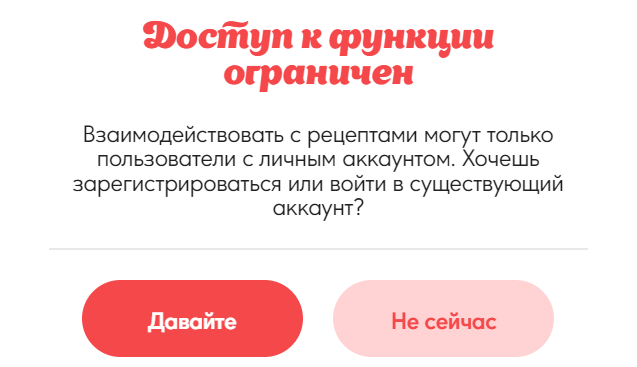 Доступ к функции
ограничен
Взаимодействовать с рецептами могут только
пользователи с личным аккаунтом. Хочешь
зарегистрироваться или войти в существующий
аккаунт?
Давайте
Не сейчас